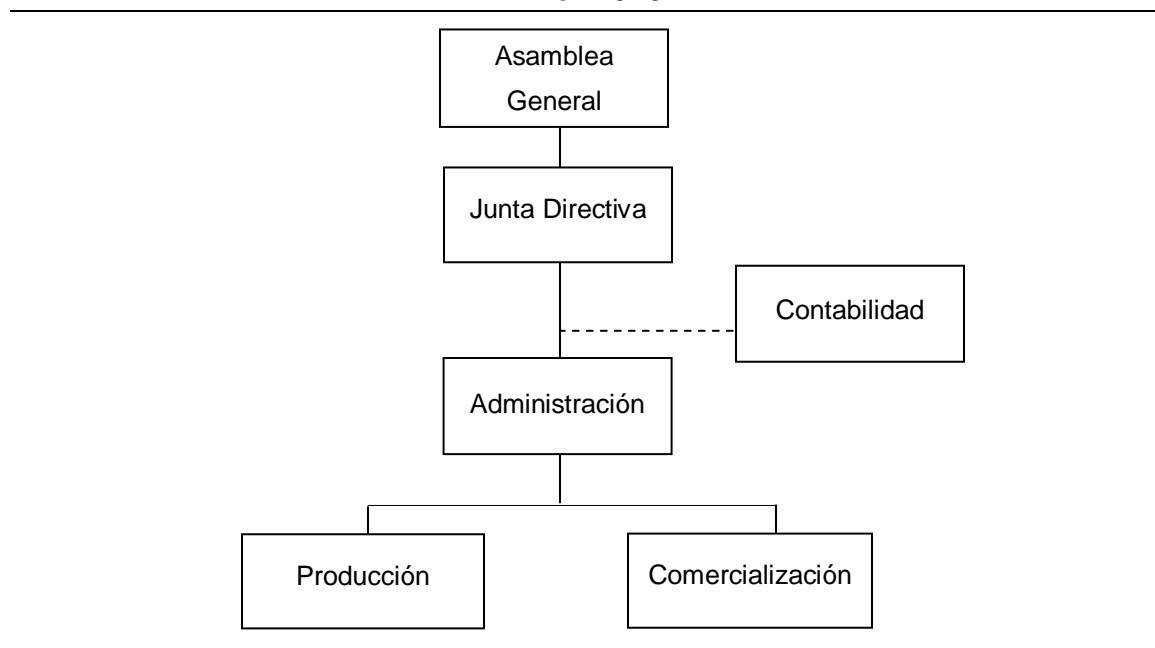 Asamblea
General
Junta Directiva
Contabilidad
Administración
Producción
Comercialización